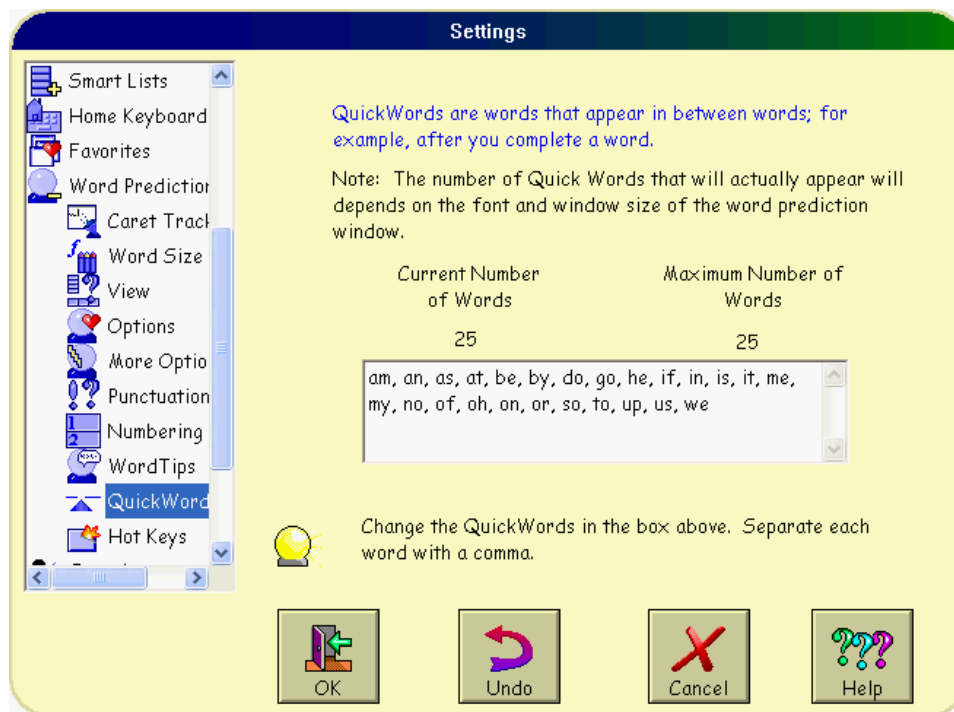 Settings
Smart Lists
Home Keyboard
Favorites
Word Prediction
Caret Track
Word Size
View
Options
More Optio
Punctuation
Numbering
WordTips
QuickWord
Hot Keys
QuickWords are words that appear in between words; for
example, after you complete a word.
Note: The number of Quick Words that will actually appear will
depends on the font and window size of the word prediction
window.
Current Number
of Words
25
Maximum Number of
Words
25
am, an, as, at, be, by, do, go, he, if, in, is, it, me,
my, no, of, oh, on, or, so, to, up, us, we
Change the QuickWords in the box above. Separate each
word with a comma.
OK
Undo
Cancel
Help